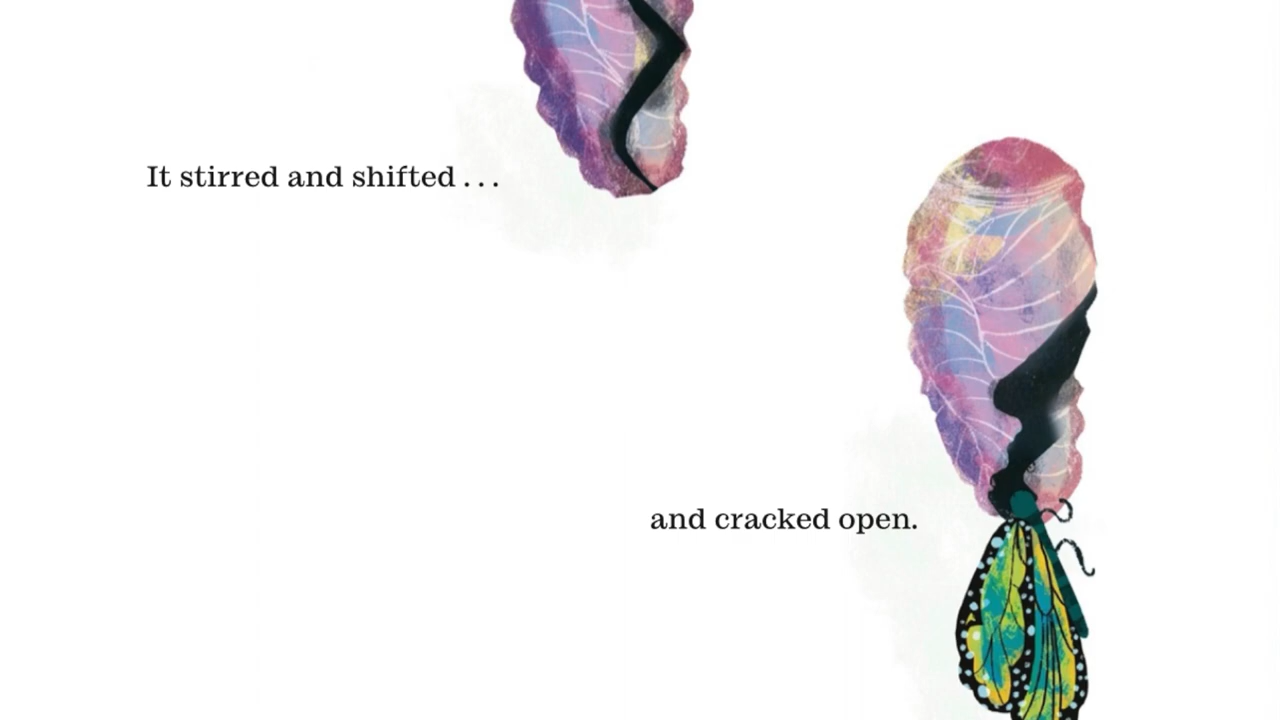 It stirred and shifted . . .
and cracked open.